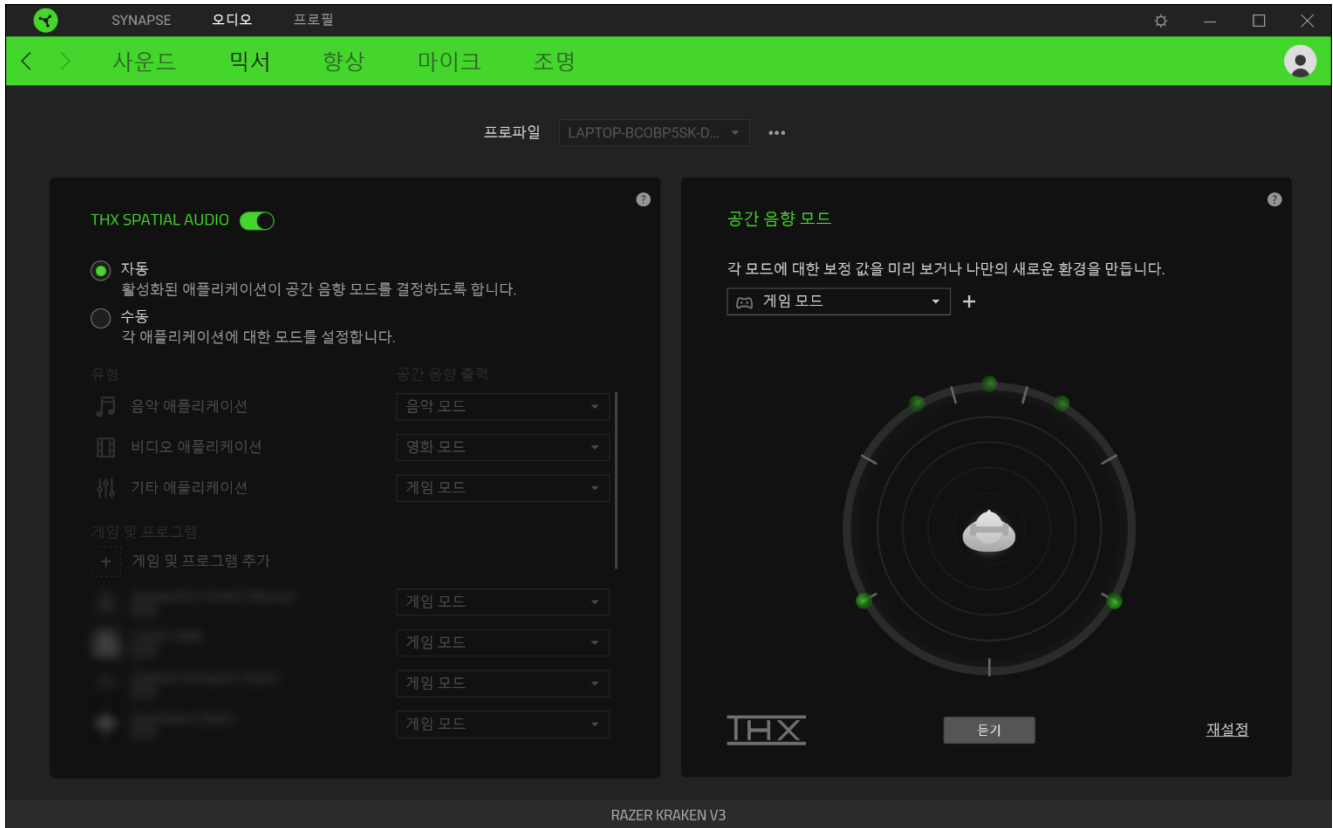 SYNAPSE 오디오 프로필
사운드 믹서 향상 마이크 조명
프로파일 LAPTOP-BCOBP5SK-D... •••
THX SPATIAL AUDIO
?
자동
활성화된 애플리케이션이 공간 음향 모드를 결정하도록 합니다.
수동
각 애플리케이션에 대한 모드를 설정합니다.
유형 공간 음향 출력
음악 애플리케이션 음악 모드
비디오 애플리케이션 영화 모드
기타 애플리케이션 게임 모드
게임 및 프로그램
+ 게임 및 프로그램 추가
게임 모드
게임 모드
게임 모드
게임 모드
?
공간 음향 모드
각 모드에 대한 보정 값을 미리 보거나 나만의 새로운 환경을 만듭니다.
게임 모드 +
THX 듣기 재설정
RAZER KRAKEN V3